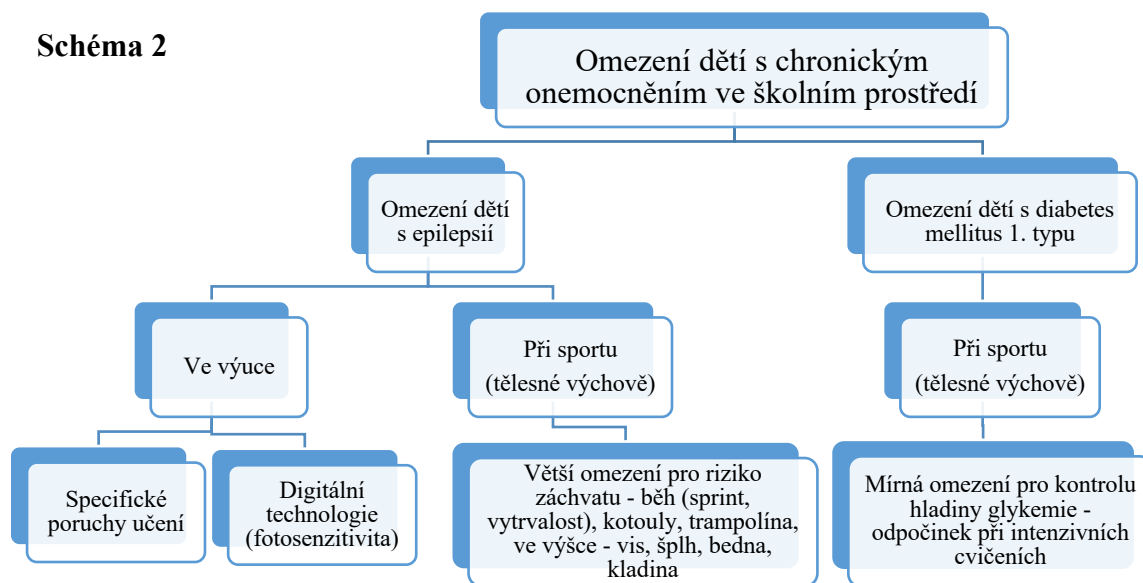 Schéma 2
Omezení dětí s chronickým
onemocněním ve školním prostředí
Omezení dětí
s epilepsií
Omezení dětí s diabetes
mellitus 1. typu
Ve výuce
Při sportu
(tělesné výchově)
Při sportu
(tělesné výchově)
Specifické
poruchy učení
Digitální
technologie
(fotosenzitivita)
Větší omezení pro riziko
záchvatu - běh (sprint,
vytrvalost), kotouly, trampolína,
ve výšce - vis, šplh, bedna,
kladina
Mírná omezení pro kontrolu
hladiny glykemie -
odpočinek při intenzivních
cvičeních